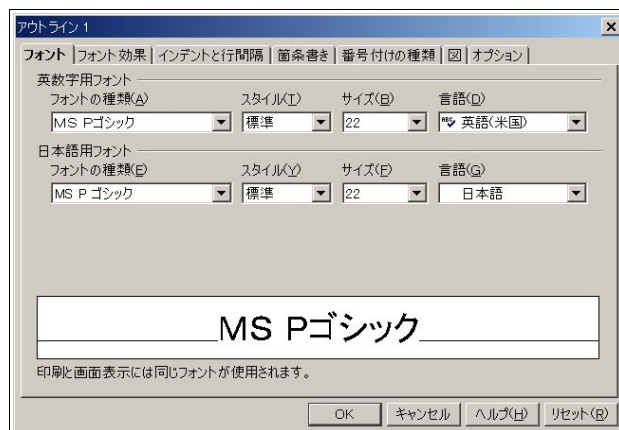 アウトライン 1
フォント フォント効果 インデントと行間隔 箇条書き 番号付けの種類 図 オプション
英数字用フォント
フォントの種類(A) スタイル(T) サイズ(B) 言語(D)
MS Pゴシック 標準 22 英語(米国)
日本語用フォント
フォントの種類(E) スタイル(Y) サイズ(F) 言語(G)
MS P ゴシック 標準 22 日本語
MS Pゴシック
印刷と画面表示には同じフォントが使用されます。
OK キャンセル ヘルプ(H) リセット(R)